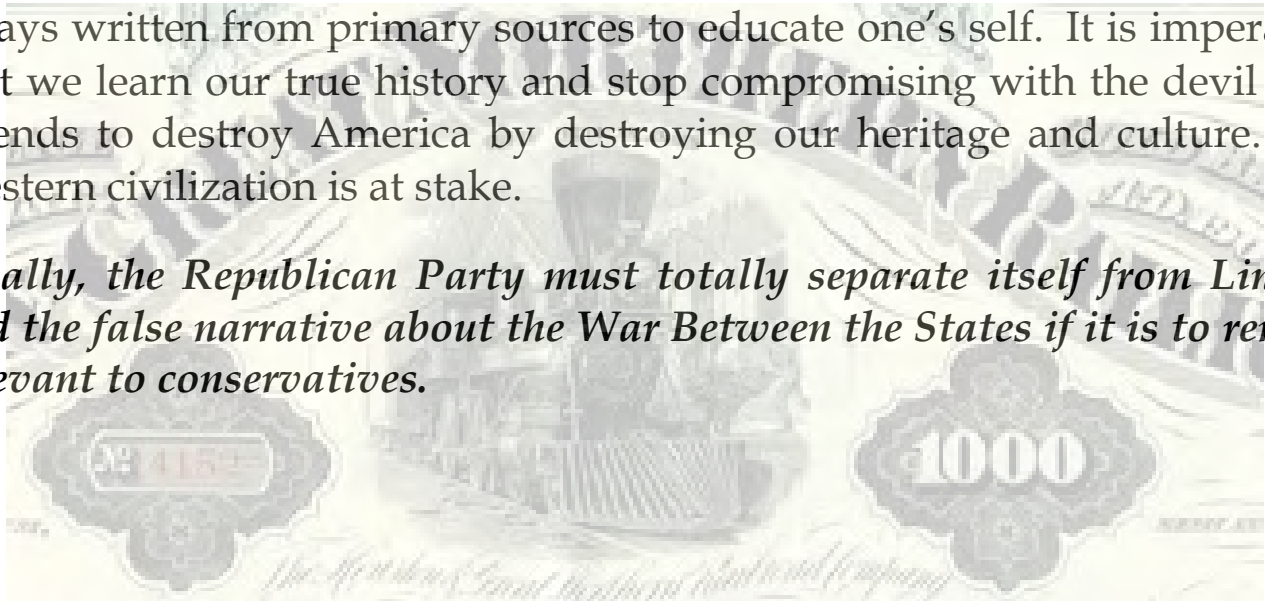 ays written from primary sources to educate one’s self. It is impera
t we learn our true history and stop compromising with the devil
ends to destroy America by destroying our heritage and culture.
estern civilization is at stake.
ally, the Republican Party must totally separate itself from Lin
d the false narrative about the War Between the States if it is to re
evant to conservatives.
1000